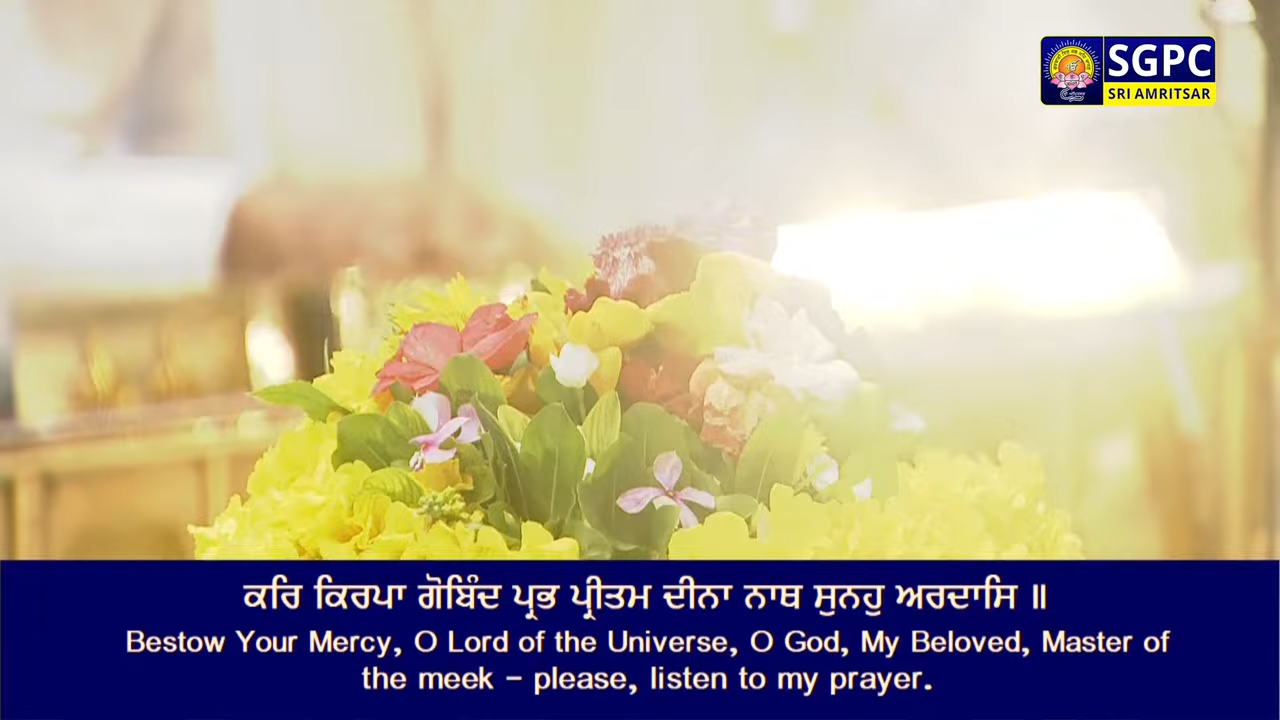 SGPC
SRI AMRITSAR
ਕਰਿ ਕਿਰਪਾ ਗੋਬਿੰਦ ਪ੍ਰਭ ਪ੍ਰੀਤਮ ਦੀਨਾ ਨਾਥ ਸੁਨਹੁ ਅਰਦਾਸਿ ॥
Bestow Your Mercy, O Lord of the Universe, O God, My Beloved, Master of
the meek – please, listen to my prayer.